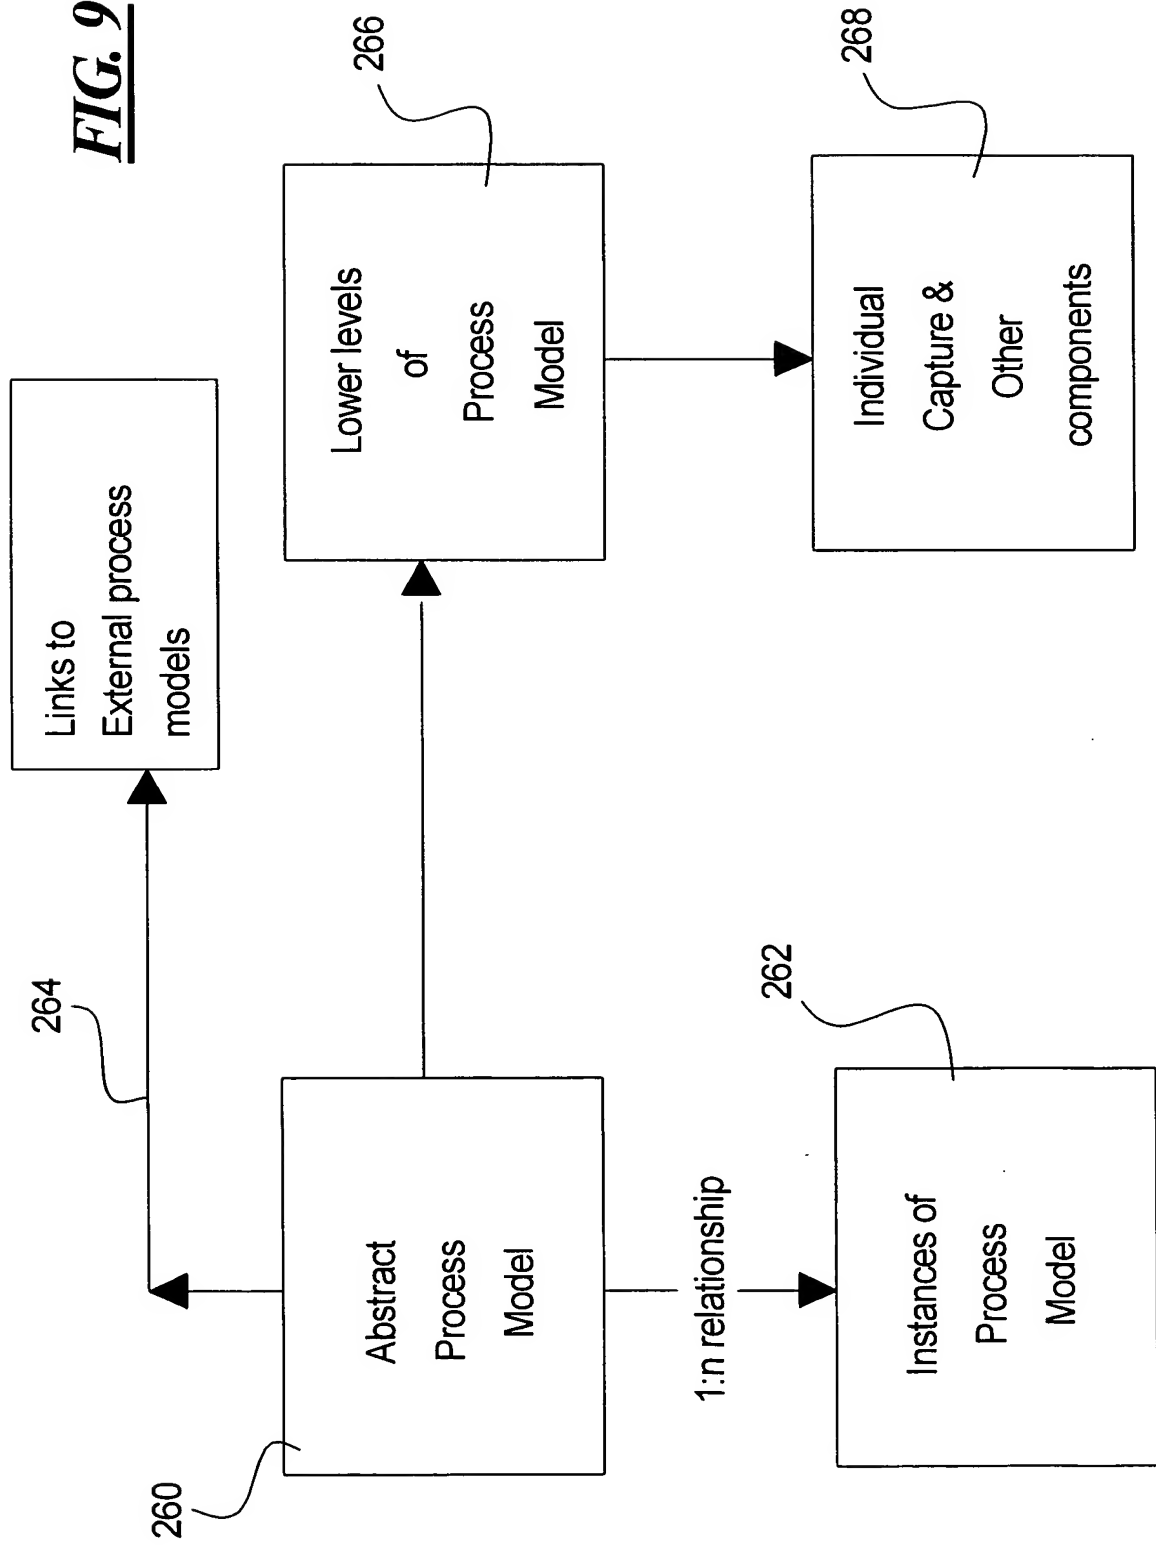 FIG. 9
264
Links to
External process
models
260
Abstract
Process
Model
266
Lower levels
of
Process
Model
1:n relationship
262
Instances of
Process
Model
268
Individual
Capture &
Other
components